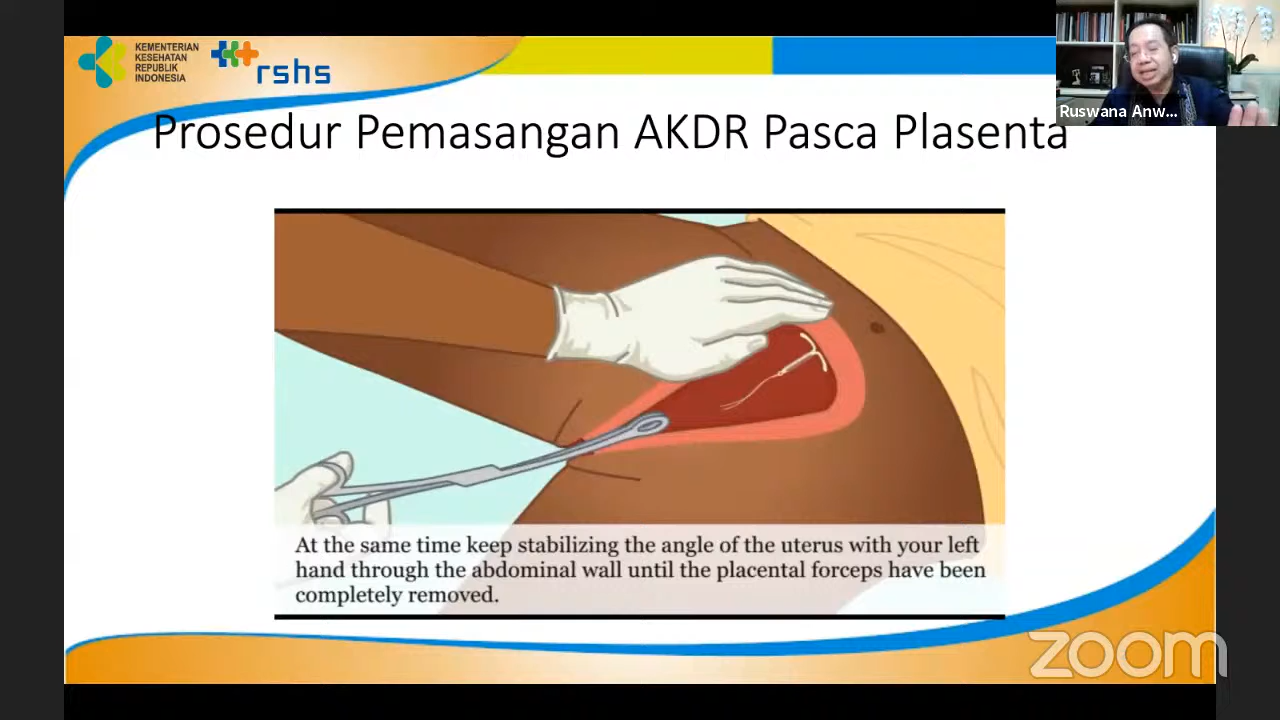 KEMENTERIAN
KESEHATAN
REPUBLIK
INDONESIA
rshs
Ruswana Anw...
Prosedur Pemasangan AKDR Pasca Plasenta
At the same time keep stabilizing the angle of the uterus with your left
hand through the abdominal wall until the placental forceps have been
completely removed.
zoom